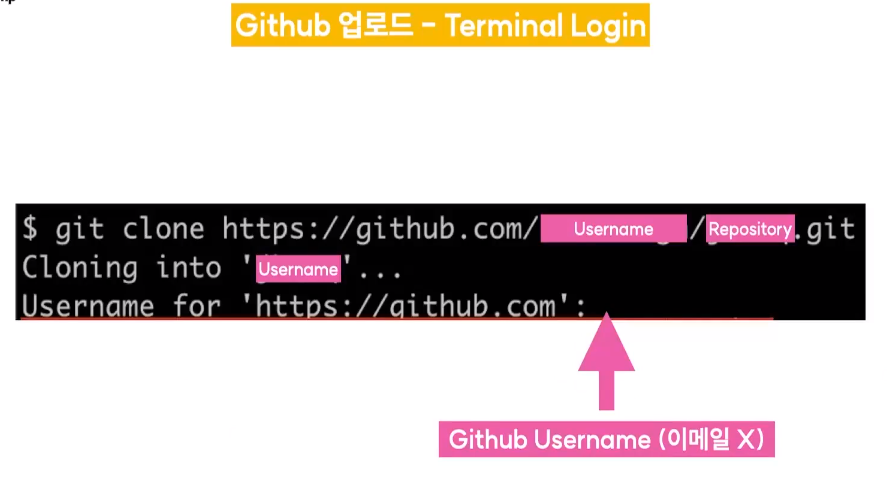 Github 업로드 - Terminal Login
$ git clone https://github.com/ Username / Repository .git
Cloning into ' Username '...
Username for 'https://github.com':
Github Username (이메일 X)